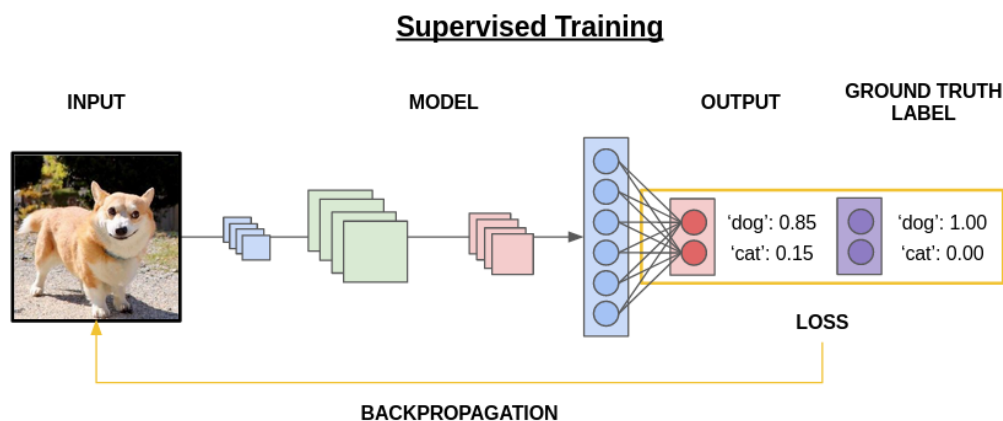 Supervised Training
INPUT
MODEL
OUTPUT
GROUND TRUTH
LABEL
‘dog’: 0.85
‘cat’: 0.15
‘dog’: 1.00
‘cat’: 0.00
LOSS
BACKPROPAGATION